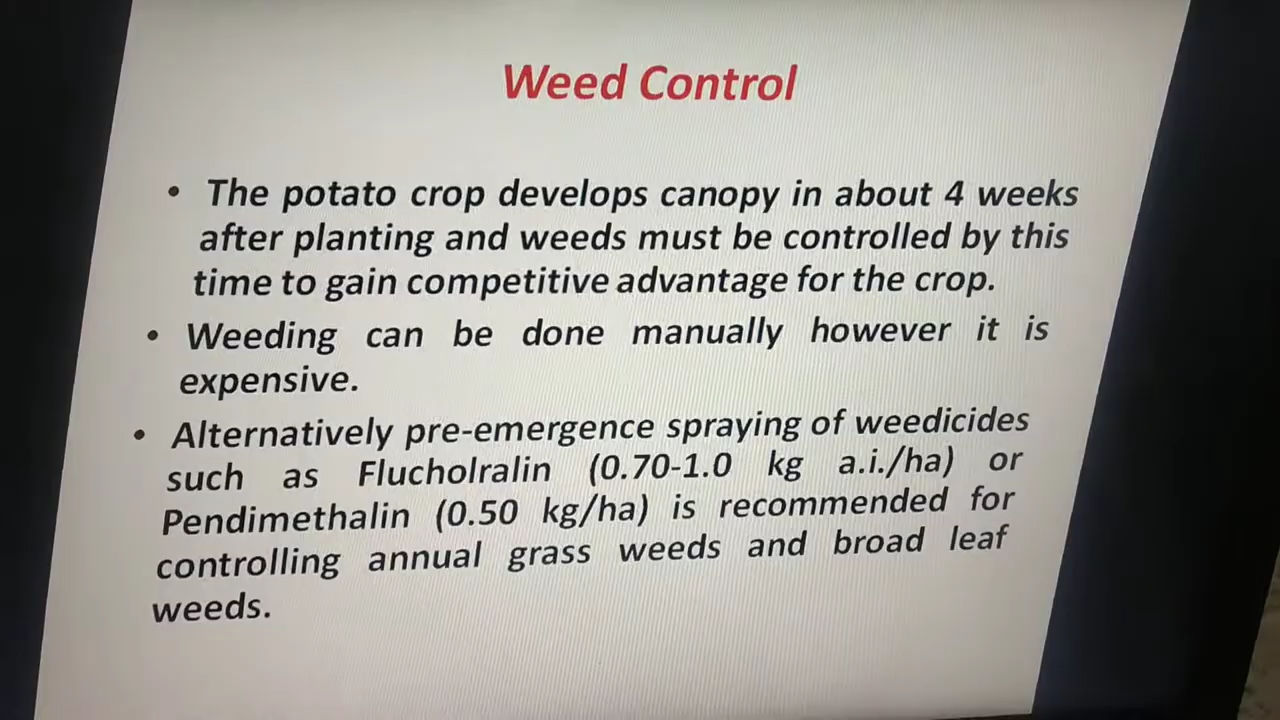 Weed Control
• The potato crop develops canopy in about 4 weeks
after planting and weeds must be controlled by this
time to gain competitive advantage for the crop.
• Weeding can be done manually however it is
expensive.
• Alternatively pre-emergence spraying of weedicides
such as Flucholralin (0.70-1.0 kg a.i./ha) or
Pendimethalin (0.50 kg/ha) is recommended for
controlling annual grass weeds and broad leaf
weeds.